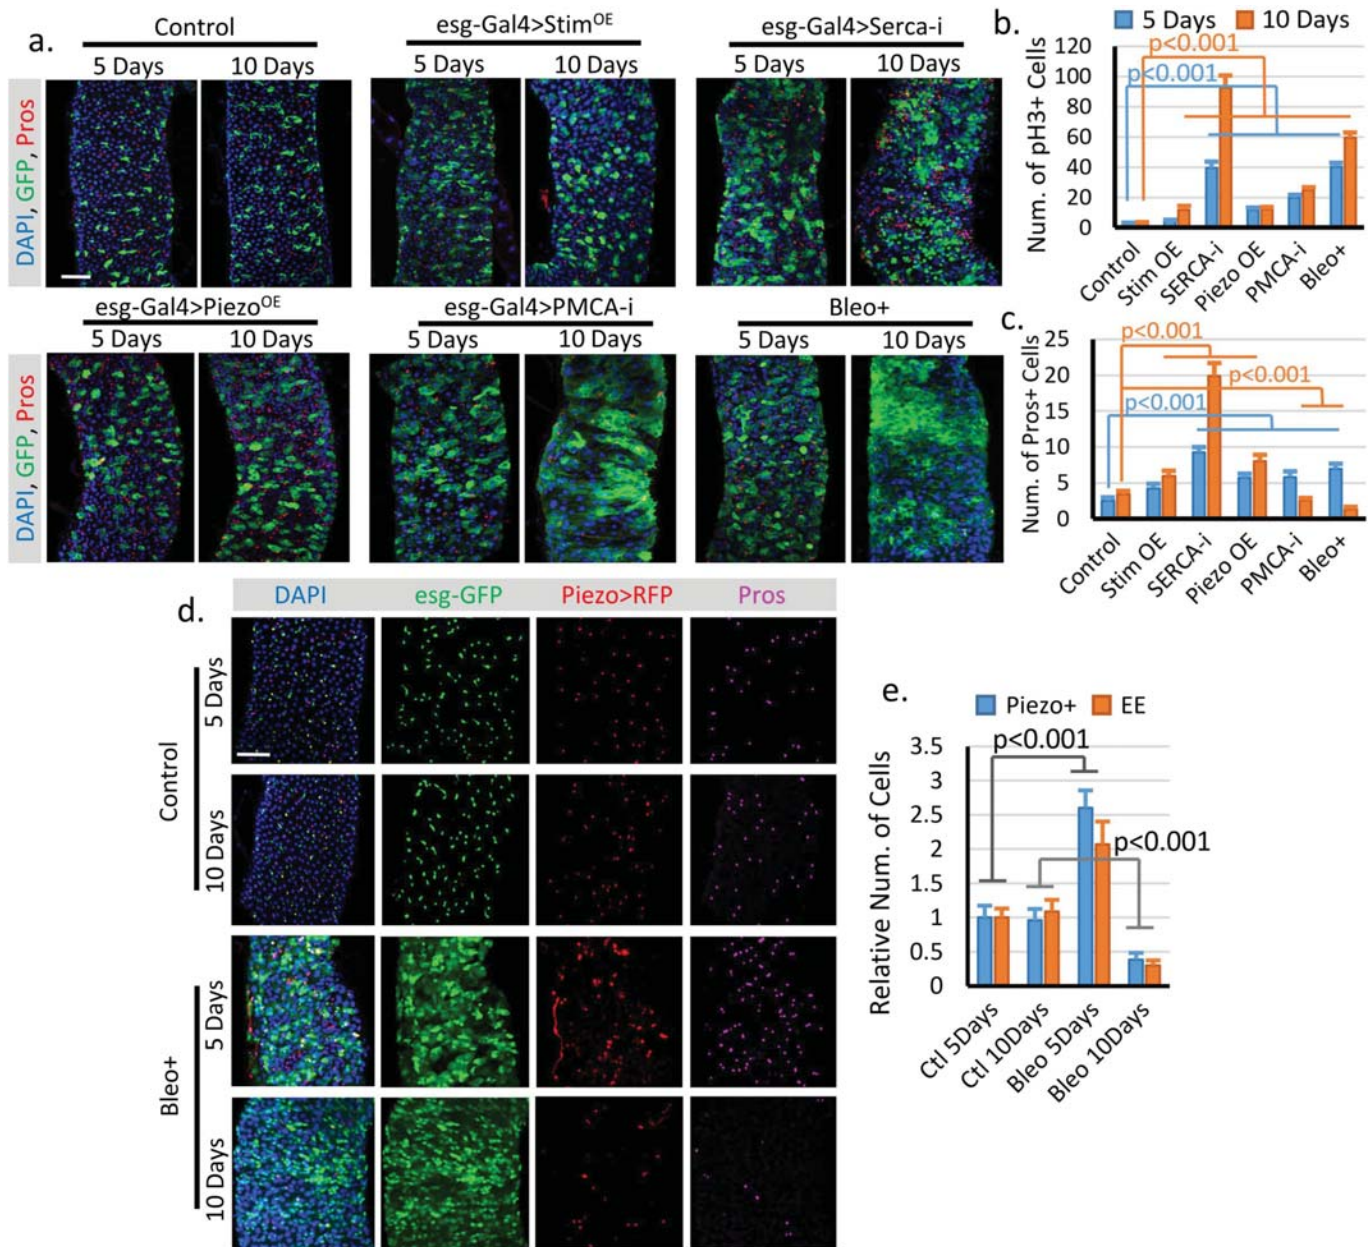 a.
Control
esg-Gal4>Stim^OE
esg-Gal4>Serca-i
5 Days 10 Days 5 Days 10 Days 5 Days 10 Days
DAPI, GFP, Pros
esg-Gal4>Piezo^OE
esg-Gal4>PMCA-i
Bleo+
5 Days 10 Days 5 Days 10 Days 5 Days 10 Days
DAPI, GFP, Pros
b.
5 Days 10 Days
Num. of pH3+ Cells
120
100
80
60
40
20
0
p<0.001
p<0.001
Control
Stim OE
SERCA-i
Piezo OE
PMCA-i
Bleo+
c.
Num. of Pros+ Cells
25
20
15
10
5
0
p<0.001
p<0.001
p<0.001
Control
Stim OE
SERCA-i
Piezo OE
PMCA-i
Bleo+
d.
DAPI esg-GFP Piezo>RFP Pros
Control
5 Days
10 Days
Bleo+
5 Days
10 Days
e.
Piezo+ EE
Relative Num. of Cells
3.5
3
2.5
2
1.5
1
0.5
0
p<0.001
p<0.001
Ctl 5Days
Ctl 10Days
Bleo 5Days
Bleo 10Days